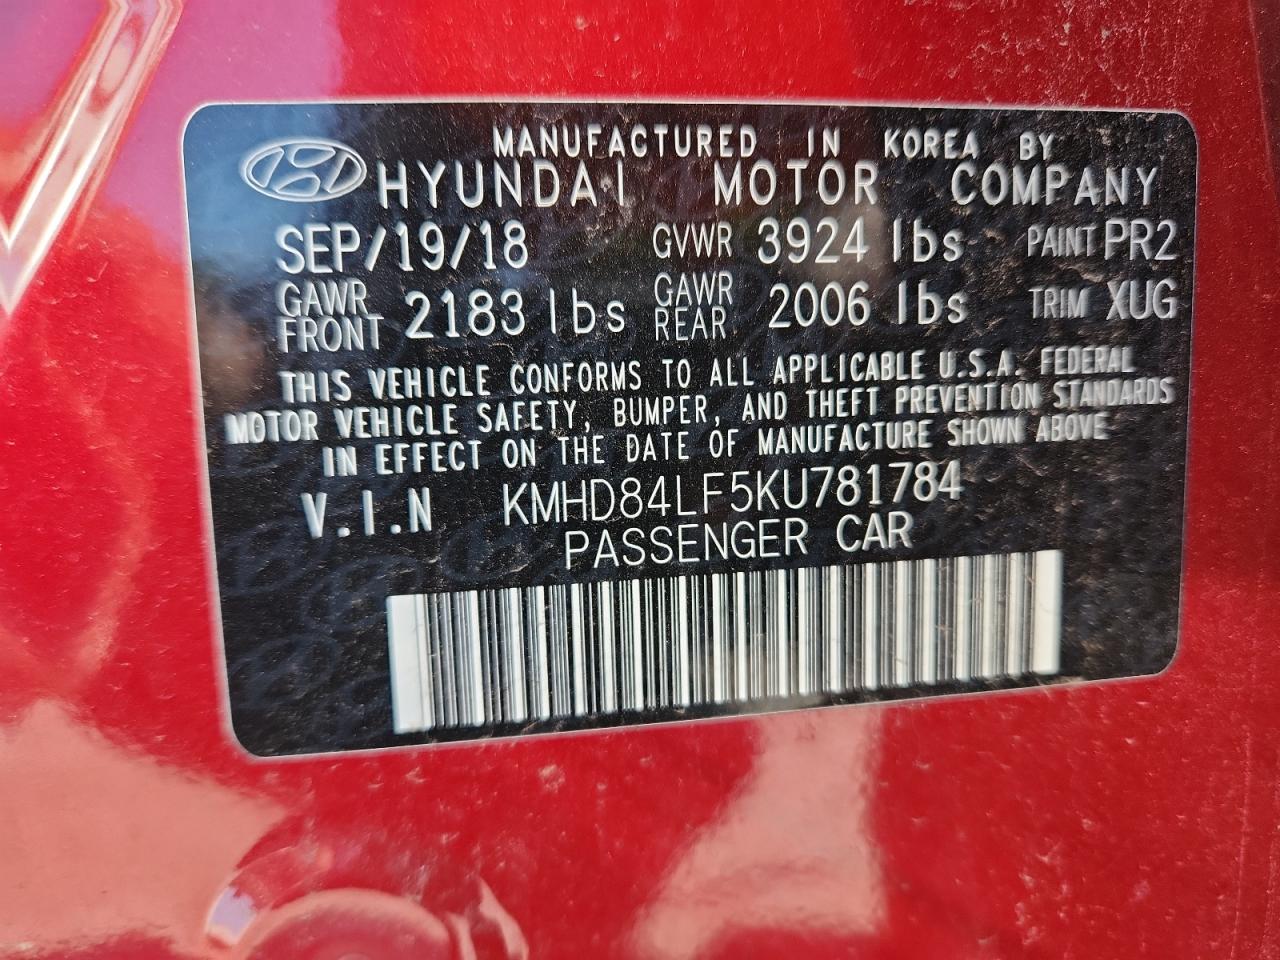 MANUFACTURED IN KOREA BY
HYUNDAI MOTOR COMPANY
SEP/19/18 GVWR 3924 lbs PAINT PR2
GAWR FRONT 2183 lbs GAWR REAR 2006 lbs TRIM XUG
THIS VEHICLE CONFORMS TO ALL APPLICABLE U.S.A. FEDERAL
MOTOR VEHICLE SAFETY, BUMPER, AND THEFT PREVENTION STANDARDS
IN EFFECT ON THE DATE OF MANUFACTURE SHOWN ABOVE
V.I.N KMHD84LF5KU781784
PASSENGER CAR